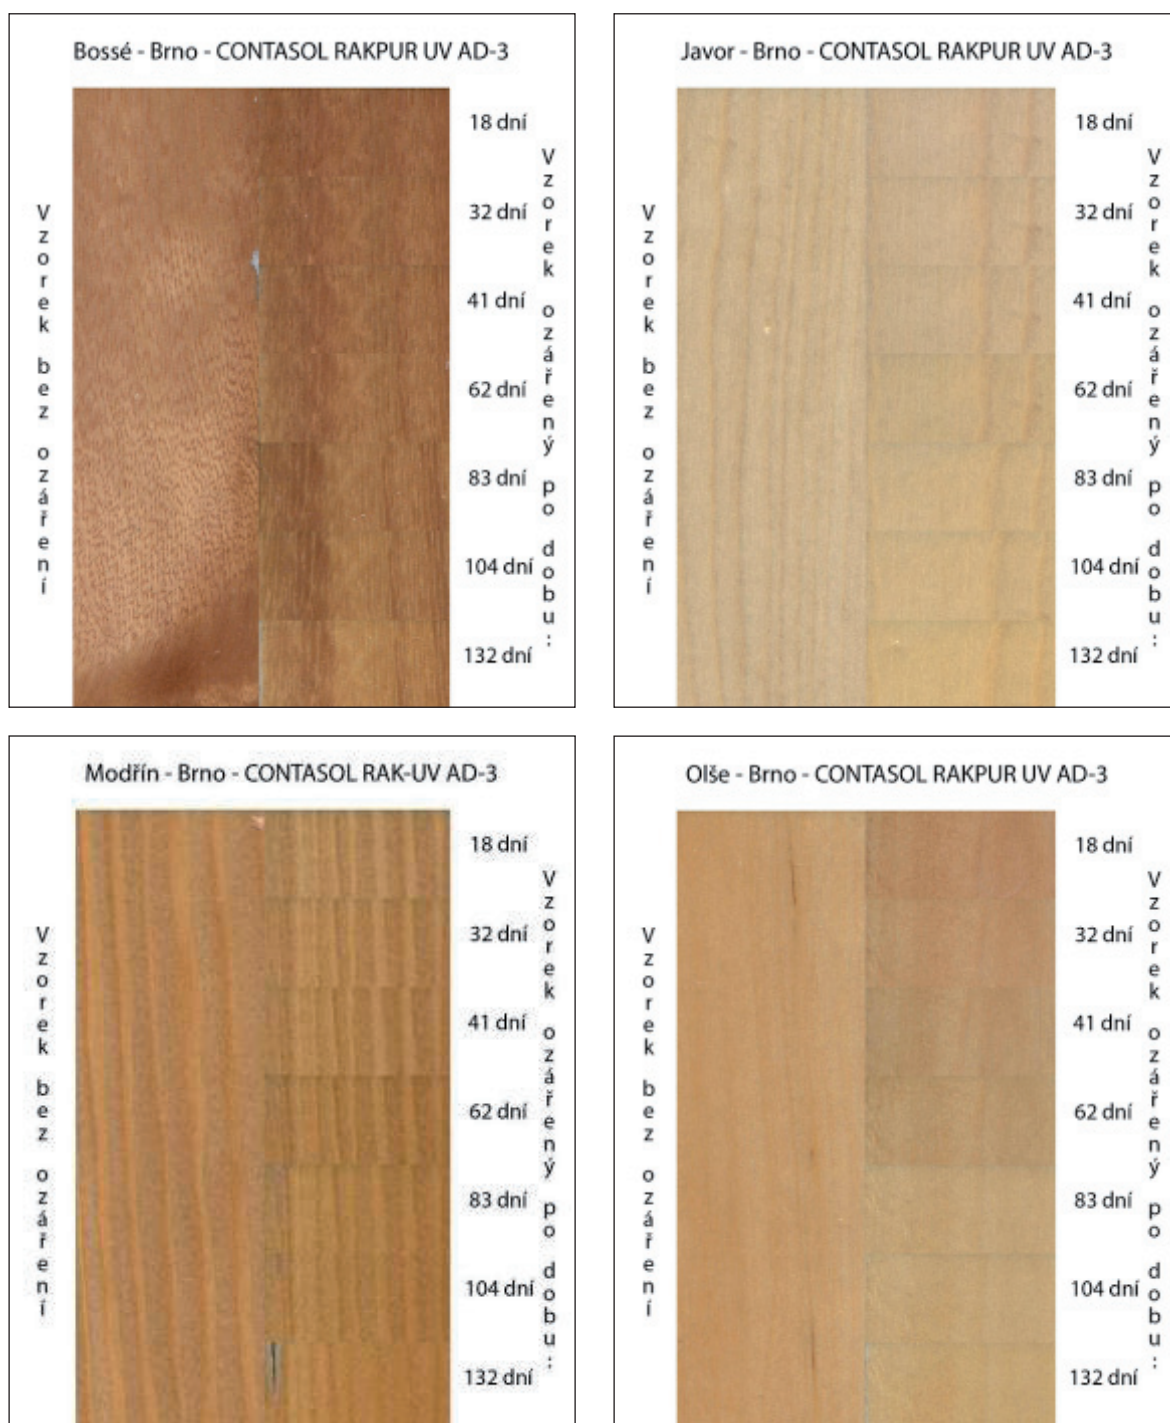 Bossé - Brno - CONTASOL RAKPUR UV AD-3
Vzorek bez ozáření
18 dní
32 dní
41 dní
62 dní
83 dní
104 dní
132 dní
Vzorek ozářený po dobu:
Javor - Brno - CONTASOL RAKPUR UV AD-3
Vzorek bez ozáření
18 dní
32 dní
41 dní
62 dní
83 dní
104 dní
132 dní
Vzorek ozářený po dobu:
Modřín - Brno - CONTASOL RAK-UV AD-3
Vzorek bez ozáření
18 dní
32 dní
41 dní
62 dní
83 dní
104 dní
132 dní
Vzorek ozářený po dobu:
Olše - Brno - CONTASOL RAKPUR UV AD-3
Vzorek bez ozáření
18 dní
32 dní
41 dní
62 dní
83 dní
104 dní
132 dní
Vzorek ozářený po dobu: